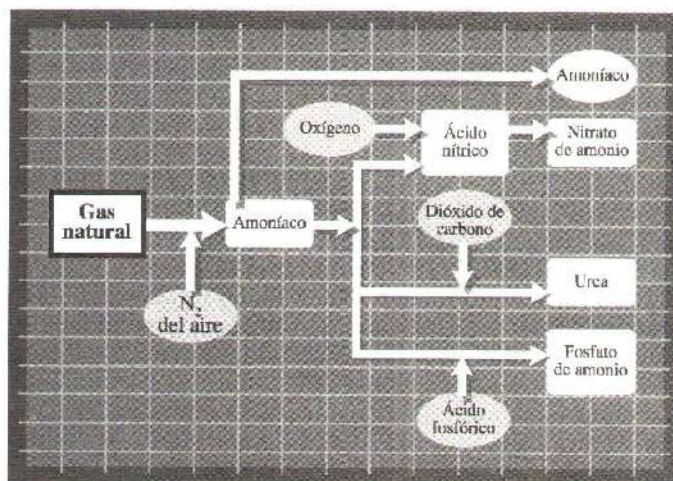 Amoníaco
Oxígeno
Ácido
nítrico
Nitrato
de amonio
Gas
natural
Amoníaco
Dióxido de
carbono
N₂
del aire
Urea
Fosfato
de amonio
Ácido
fosfórico